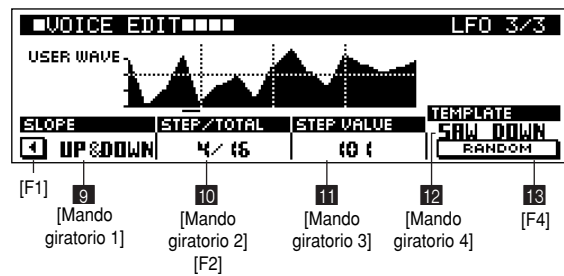 VOICE EDIT LFO 3/3
USER WAVE
SLOPE STEP/TOTAL STEP VALUE TEMPLATE
UP&DOWN 4/16 101 SAW DOWN
RANDOM
[F1] 9 10 11 12 13
[Mando giratorio 1] [Mando giratorio 2] [F2] [Mando giratorio 3] [Mando giratorio 4] [F4]